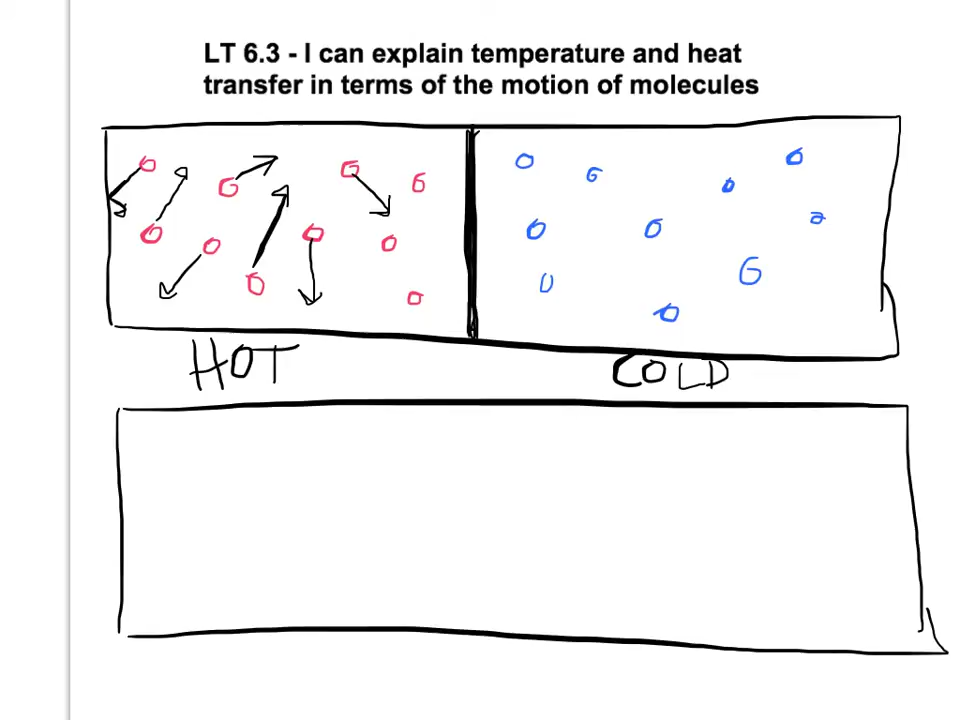 LT 6.3 - I can explain temperature and heat
transfer in terms of the motion of molecules
HOT
COLD